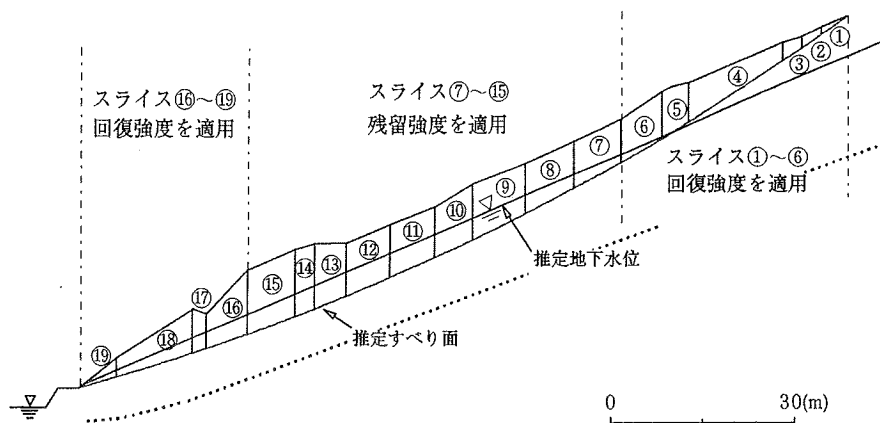 スライス⑯〜⑲
回復強度を適用
スライス⑦〜⑮
残留強度を適用
スライス①〜⑥
回復強度を適用
①
②
③
④
⑤
⑥
⑦
⑧
⑨
⑩
⑪
⑫
⑬
⑭
⑮
⑯
⑰
⑱
⑲
推定地下水位
推定すべり面
0 30(m)